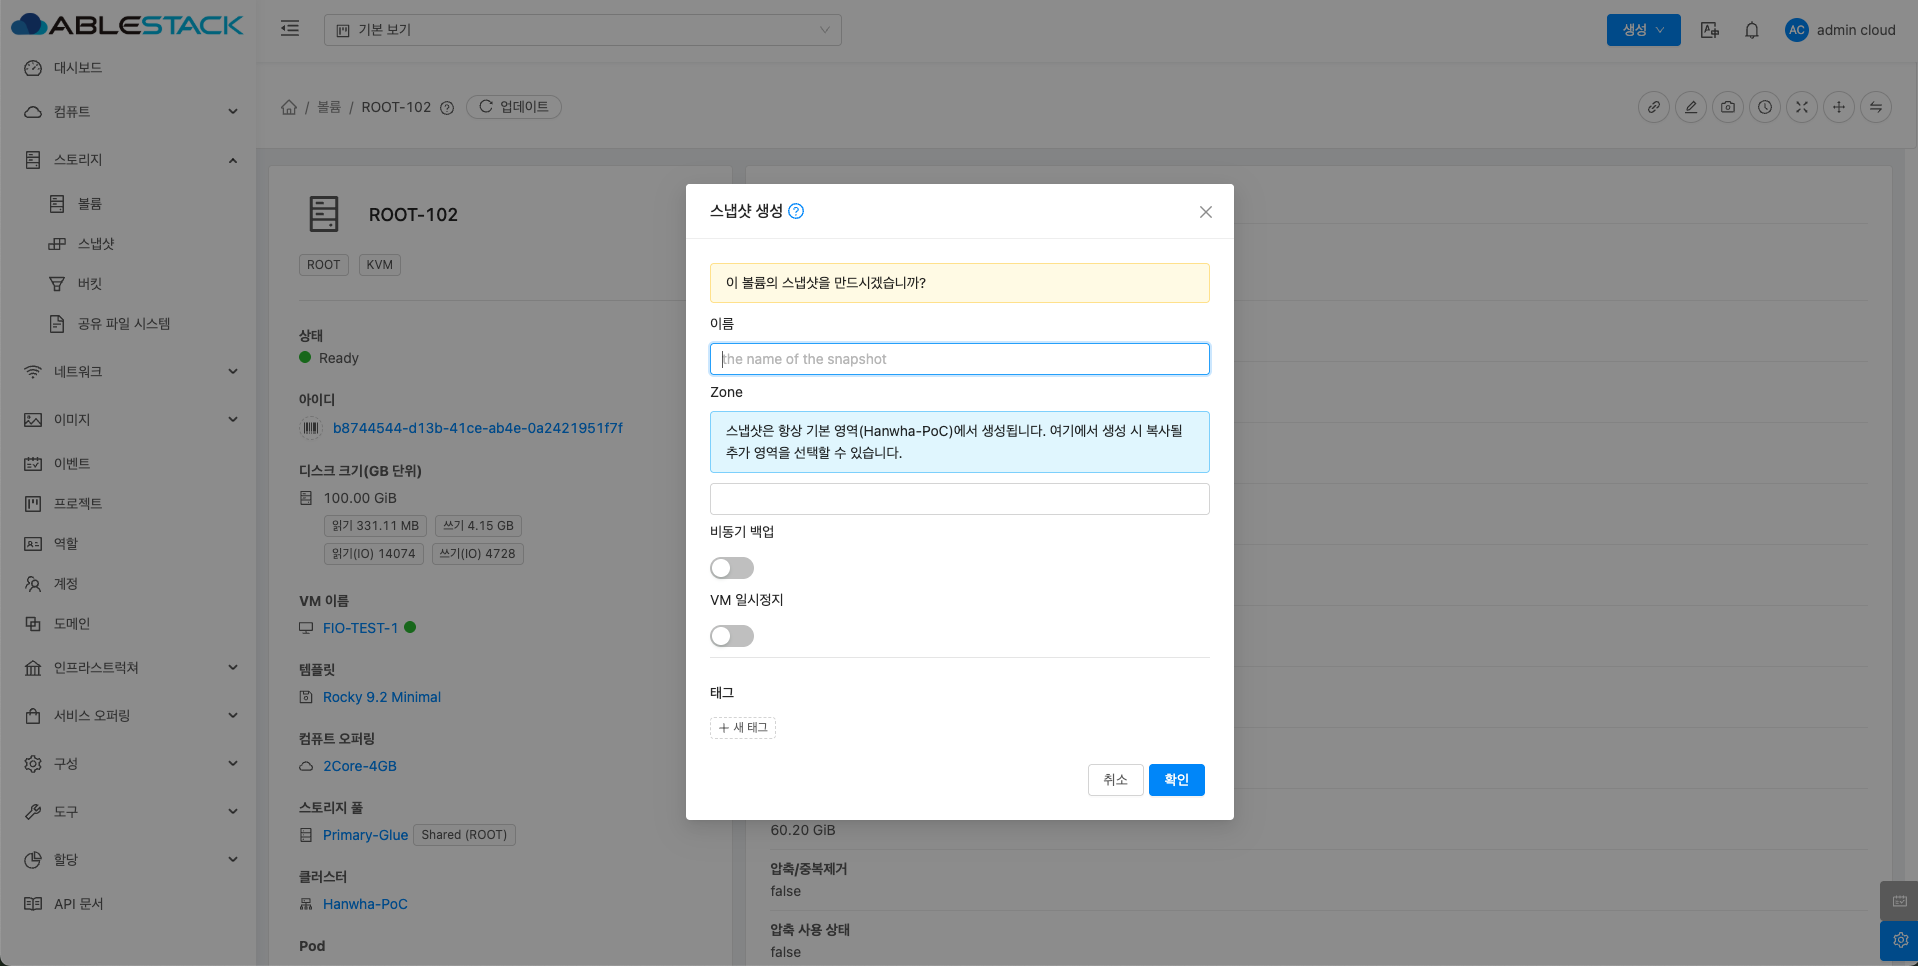 ABLESTACK
기본 보기
생성
AC
admin cloud
대시보드
컴퓨트
스토리지
볼륨
스냅샷
버킷
공유 파일 시스템
네트워크
이미지
이벤트
프로젝트
역할
계정
도메인
인프라스트럭쳐
서비스 오퍼링
구성
도구
할당
API 문서
/ 볼륨 / ROOT-102
업데이트
ROOT-102
ROOT
KVM
상태
Ready
아이디
b8744544-d13b-41ce-ab4e-0a2421951f7f
디스크 크기(GB 단위)
100.00 GiB
읽기 331.11 MB
쓰기 4.15 GB
읽기(IO) 14074
쓰기(IO) 4728
VM 이름
FIO-TEST-1
템플릿
Rocky 9.2 Minimal
컴퓨트 오퍼링
2Core-4GB
스토리지 풀
Primary-Glue
Shared (ROOT)
클러스터
Hanwha-PoC
Pod
스냅샷 생성
이 볼륨의 스냅샷을 만드시겠습니까?
이름
the name of the snapshot
Zone
스냅샷은 항상 기본 영역(Hanwha-PoC)에서 생성됩니다. 여기에서 생성 시 복사될
추가 영역을 선택할 수 있습니다.
비동기 백업
VM 일시정지
태그
+ 새 태그
취소
확인
60.20 GiB
압축/중복제거
false
압축 사용 상태
false